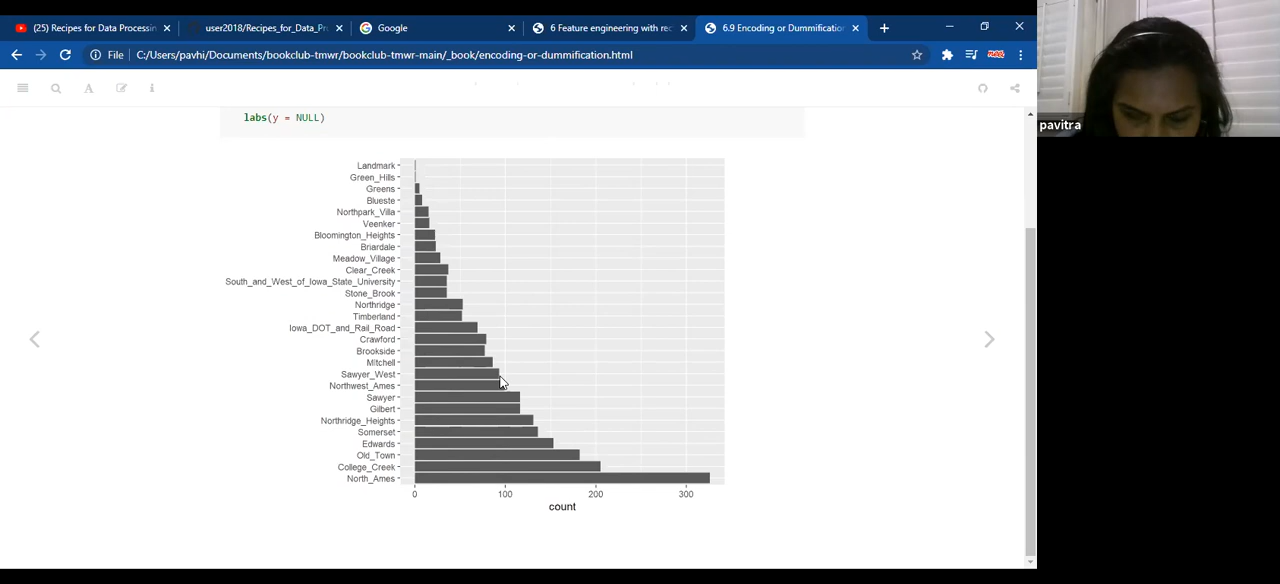 (25) Recipes for Data Processin
user2018/Recipes_for_Data_Pr
Google
6 Feature engineering with rec
6.9 Encoding or Dummification
File
C:/Users/pavhi/Documents/bookclub-tmwr/bookclub-tmwr-main/_book/encoding-or-dummification.html
pavitra
labs(y = NULL)
Landmark
Green_Hills
Greens
Blueste
Northpark_Villa
Veenker
Bloomington_Heights
Briardale
Meadow_Village
Clear_Creek
South_and_West_of_Iowa_State_University
Stone_Brook
Northridge
Timberland
Iowa_DOT_and_Rail_Road
Crawford
Brookside
Mitchell
Sawyer_West
Northwest_Ames
Sawyer
Gilbert
Northridge_Heights
Somerset
Edwards
Old_Town
College_Creek
North_Ames
0 100 200 300
count